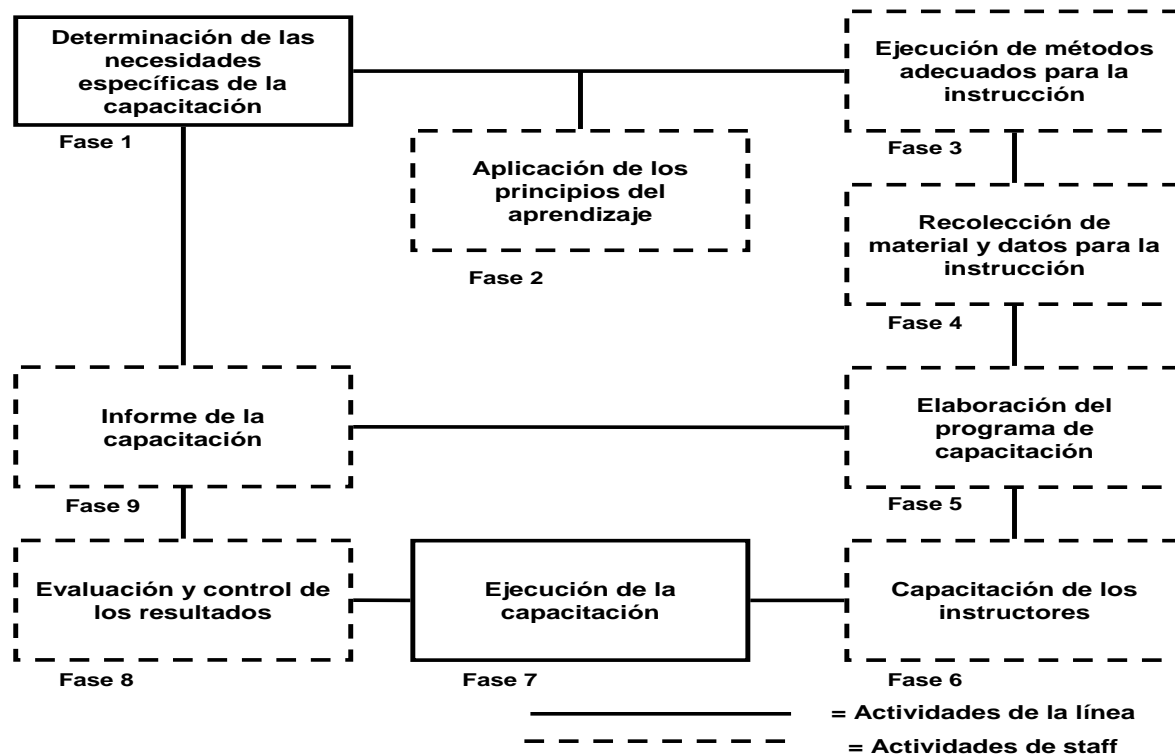 Determinación de las
necesidades
específicas de la
capacitación
Fase 1
Aplicación de los
principios del
aprendizaje
Fase 2
Ejecución de métodos
adecuados para la
instrucción
Fase 3
Recolección de
material y datos para la
instrucción
Fase 4
Elaboración del
programa de
capacitación
Fase 5
Capacitación de los
instructores
Fase 6
Ejecución de la
capacitación
Fase 7
Evaluación y control de
los resultados
Fase 8
Informe de la
capacitación
Fase 9
= Actividades de la línea
= Actividades de staff